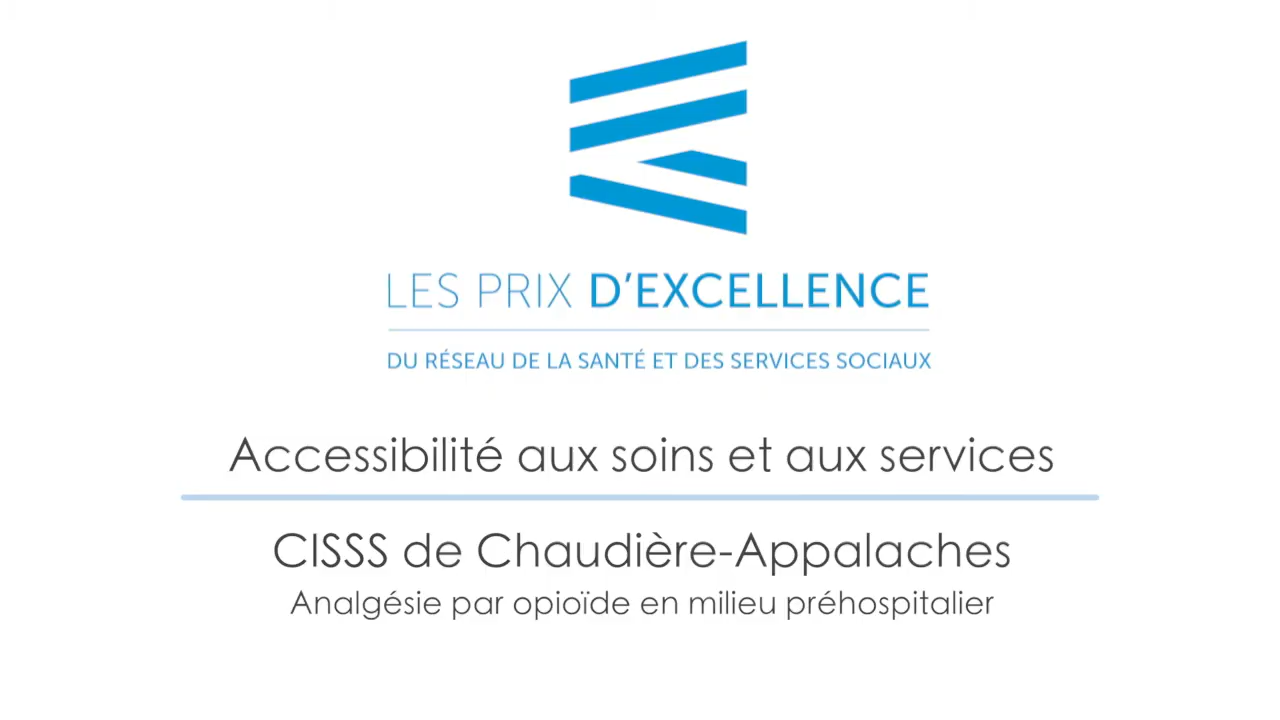 LES PRIX D'EXCELLENCE
DU RÉSEAU DE LA SANTÉ ET DES SERVICES SOCIAUX
Accessibilité aux soins et aux services
CISSS de Chaudière-Appalaches
Analgésie par opioïde en milieu préhospitalier